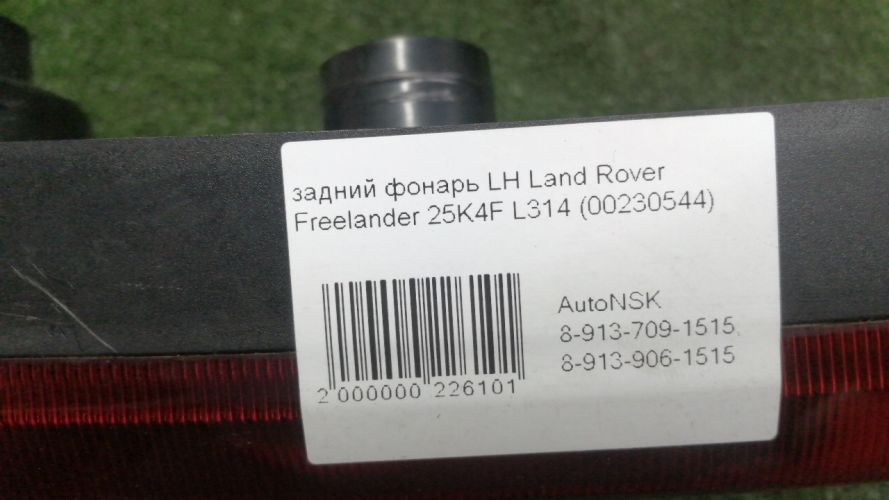 задний фонарь LH Land Rover
Freelander 25K4F L314 (00230544)
AutoNSK
8-913-709-1515,
8-913-906-1515
2 000000 226101